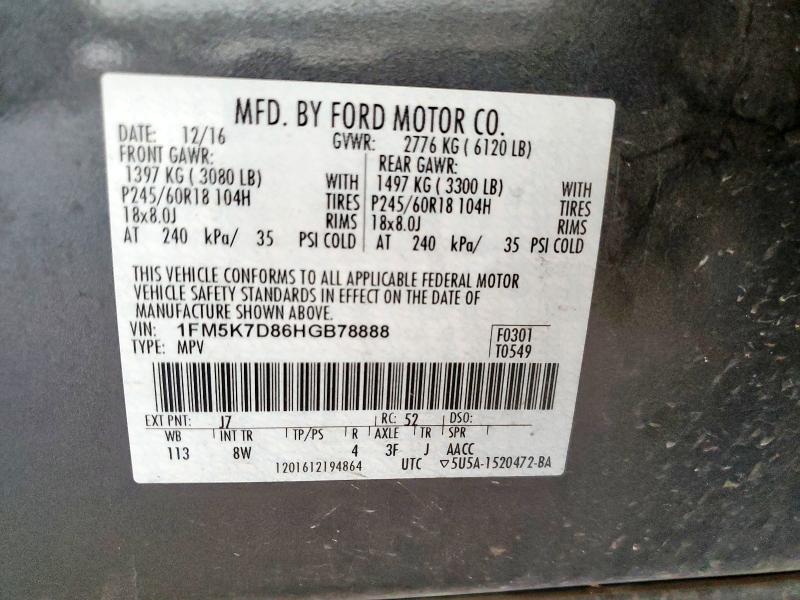 MFD. BY FORD MOTOR CO.
DATE: 12/16 GVWR: 2776 KG ( 6120 LB)
FRONT GAWR: REAR GAWR:
1397 KG ( 3080 LB) WITH 1497 KG ( 3300 LB) WITH
P245/60R18 104H TIRES P245/60R18 104H TIRES
18x8.0J RIMS 18x8.0J RIMS
AT 240 kPa/ 35 PSI COLD AT 240 kPa/ 35 PSI COLD
THIS VEHICLE CONFORMS TO ALL APPLICABLE FEDERAL MOTOR
VEHICLE SAFETY STANDARDS IN EFFECT ON THE DATE OF
MANUFACTURE SHOWN ABOVE.
VIN: 1FM5K7D86HGB78888 F0301
TYPE: MPV T0549
EXT PNT: J7 RC: 52 DSO:
WB INT TR TP/PS R AXLE TR SPR
113 8W 4 3F J AACC
1201612194864 UTC ▽5U5A-1520472-BA